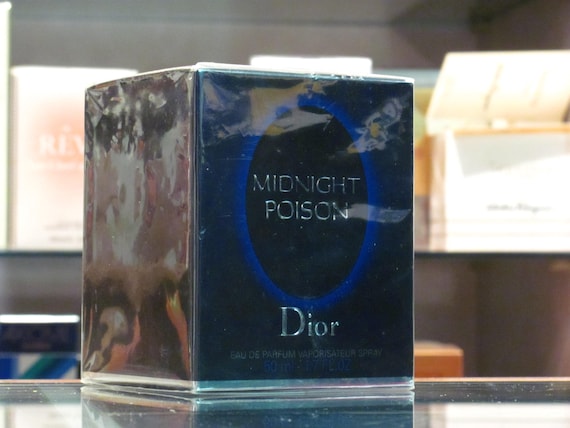 MIDNIGHT
POISON
Dior
EAU DE PARFUM VAPORISATEUR SPRAY